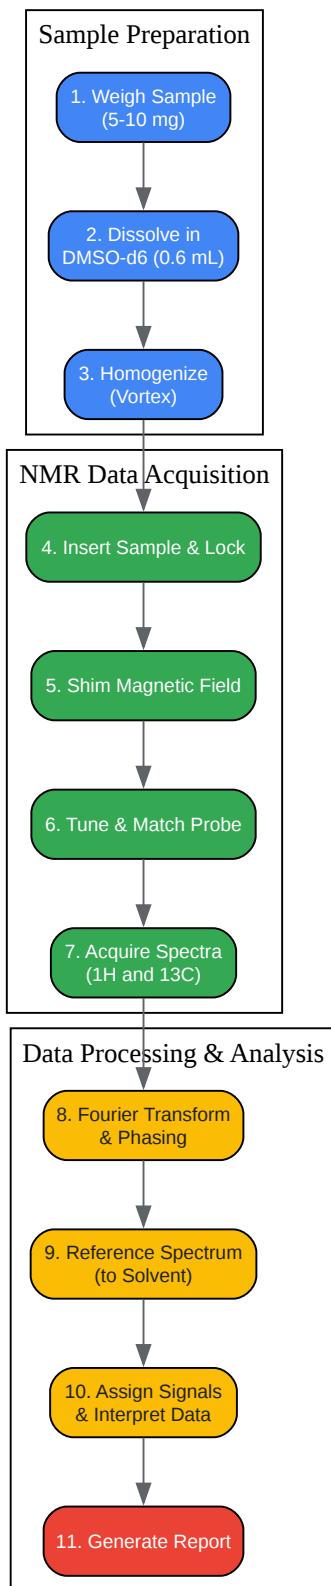 Sample Preparation
1. Weigh Sample
(5-10 mg)
2. Dissolve in
DMSO-d6 (0.6 mL)
3. Homogenize
(Vortex)
NMR Data Acquisition
4. Insert Sample & Lock
5. Shim Magnetic Field
6. Tune & Match Probe
7. Acquire Spectra
(1H and 13C)
Data Processing & Analysis
8. Fourier Transform
& Phasing
9. Reference Spectrum
(to Solvent)
10. Assign Signals
& Interpret Data
11. Generate Report